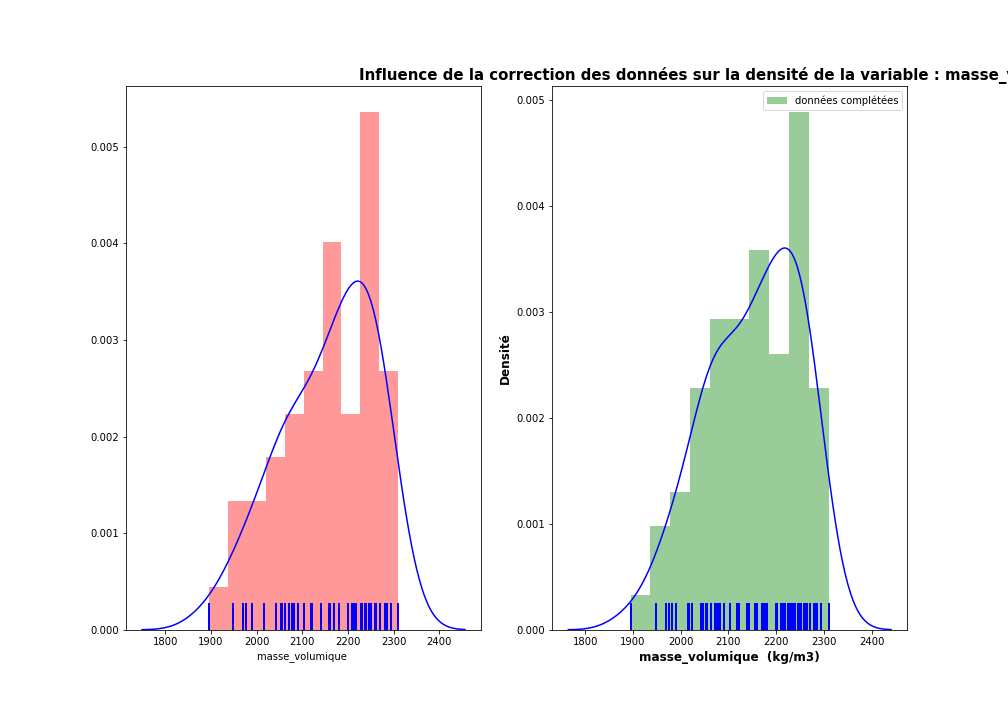 Influence de la correction des données sur la densité de la variable : masse_
données complétées
0.005
0.004
0.003
0.002
0.001
0.000
1800 1900 2000 2100 2200 2300 2400
masse_volumique
Densité
0.005
0.004
0.003
0.002
0.001
0.000
1800 1900 2000 2100 2200 2300 2400
masse_volumique (kg/m3)